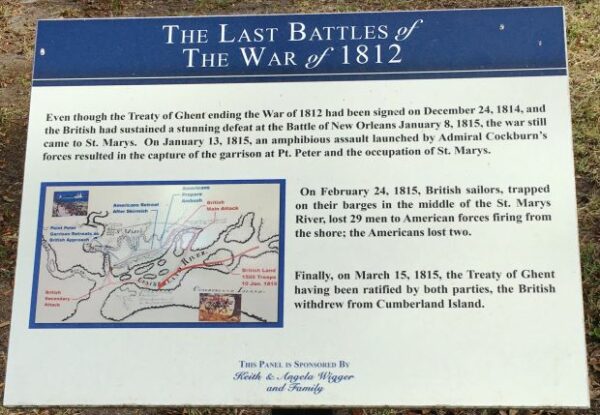 THE LAST BATTLES of
THE WAR of 1812
Even though the Treaty of Ghent ending the War of 1812 had been signed on December 24, 1814, and
the British had sustained a stunning defeat at the Battle of New Orleans January 8, 1815, the war still
came to St. Marys. On January 13, 1815, an amphibious assault launched by Admiral Cockburn's
forces resulted in the capture of the garrison at Pt. Peter and the occupation of St. Marys.
Americans
Prepare
Ambush
Americans Retreat
After Skirmish
British
Main Attack
Point Peter
Garrison Retreats as
British Approach
British Land
1500 Troops
10 Jan. 1815
British
Secondary
Attack
CUMBERLAND ISLAND
On February 24, 1815, British sailors, trapped
on their barges in the middle of the St. Marys
River, lost 29 men to American forces firing from
the shore; the Americans lost two.
Finally, on March 15, 1815, the Treaty of Ghent
having been ratified by both parties, the British
withdrew from Cumberland Island.
THIS PANEL IS SPONSORED BY
Keith & Angela Wigger
and Family